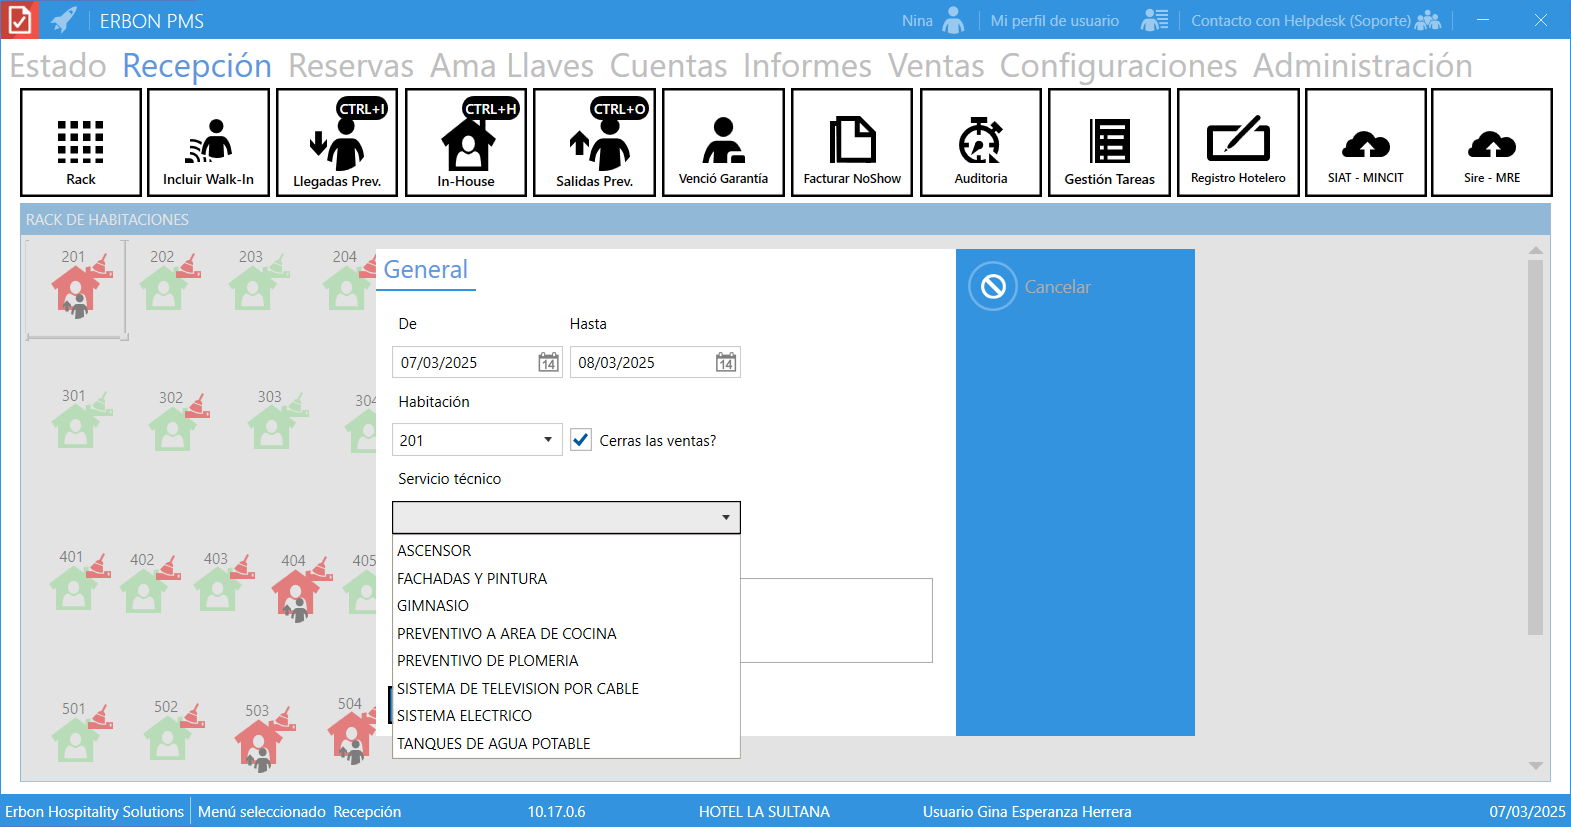 ERBON PMS
Nina
Mi perfil de usuario
Contacto con Helpdesk (Soporte)
Estado Recepción Reservas Ama Llaves Cuentas Informes Ventas Configuraciones Administración
Rack
Incluir Walk-In
CTRL+I
Llegadas Prev.
CTRL+H
In-House
CTRL+O
Salidas Prev.
Venció Garantía
Facturar NoShow
Auditoria
Gestión Tareas
Registro Hotelero
SIAT - MINCIT
Sire - MRE
RACK DE HABITACIONES
201 202 203 204
301 302 303 304
401 402 403 404 405
501 502 503 504
General
De
Hasta
07/03/2025 14
08/03/2025 14
Habitación
201
Cerras las ventas?
Servicio técnico
ASCENSOR
FACHADAS Y PINTURA
GIMNASIO
PREVENTIVO A AREA DE COCINA
PREVENTIVO DE PLOMERIA
SISTEMA DE TELEVISION POR CABLE
SISTEMA ELECTRICO
TANQUES DE AGUA POTABLE
Cancelar
Erbon Hospitality Solutions
Menú seleccionado Recepción
10.17.0.6
HOTEL LA SULTANA
Usuario Gina Esperanza Herrera
07/03/2025